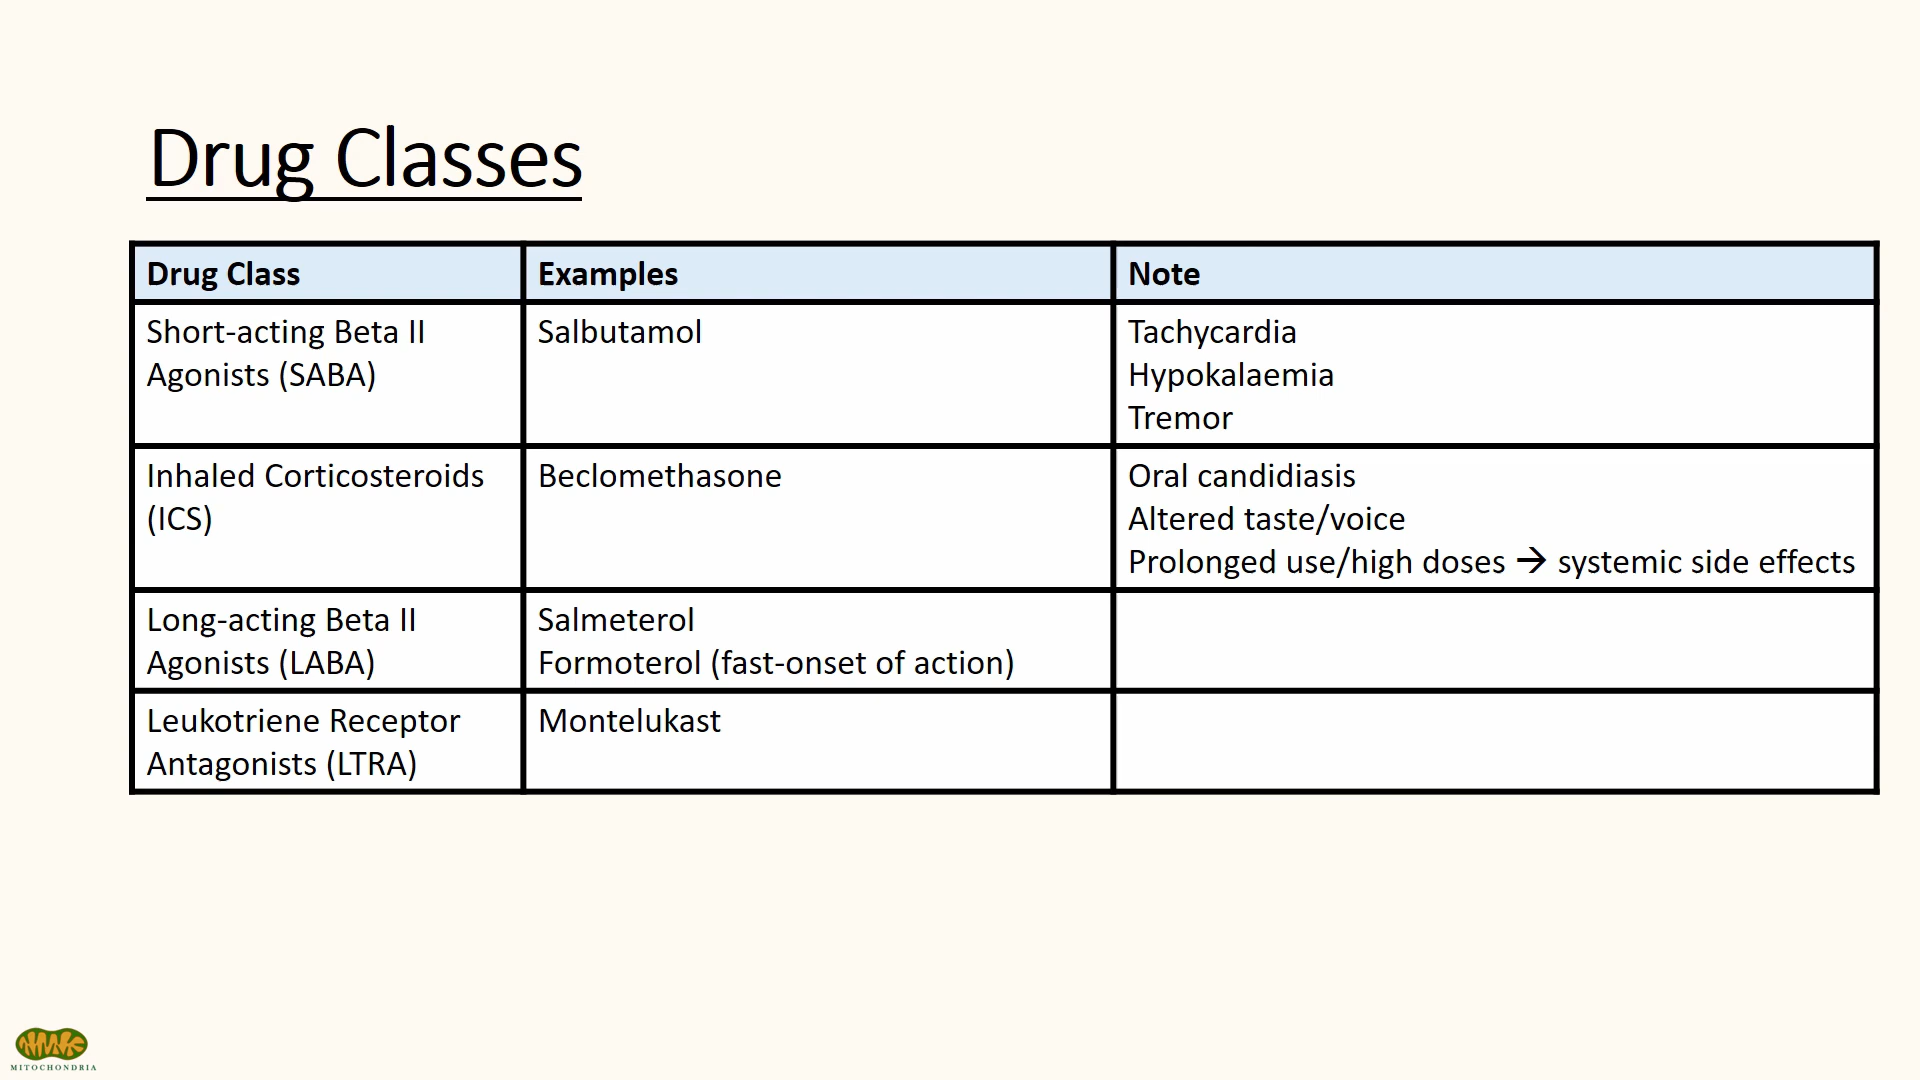 Drug Classes
Drug Class
Examples
Note
Short-acting Beta II
Agonists (SABA)
Salbutamol
Tachycardia
Hypokalaemia
Tremor
Inhaled Corticosteroids
(ICS)
Beclomethasone
Oral candidiasis
Altered taste/voice
Prolonged use/high doses → systemic side effects
Long-acting Beta II
Agonists (LABA)
Salmeterol
Formoterol (fast-onset of action)
Leukotriene Receptor
Antagonists (LTRA)
Montelukast
MITOCHONDRIA